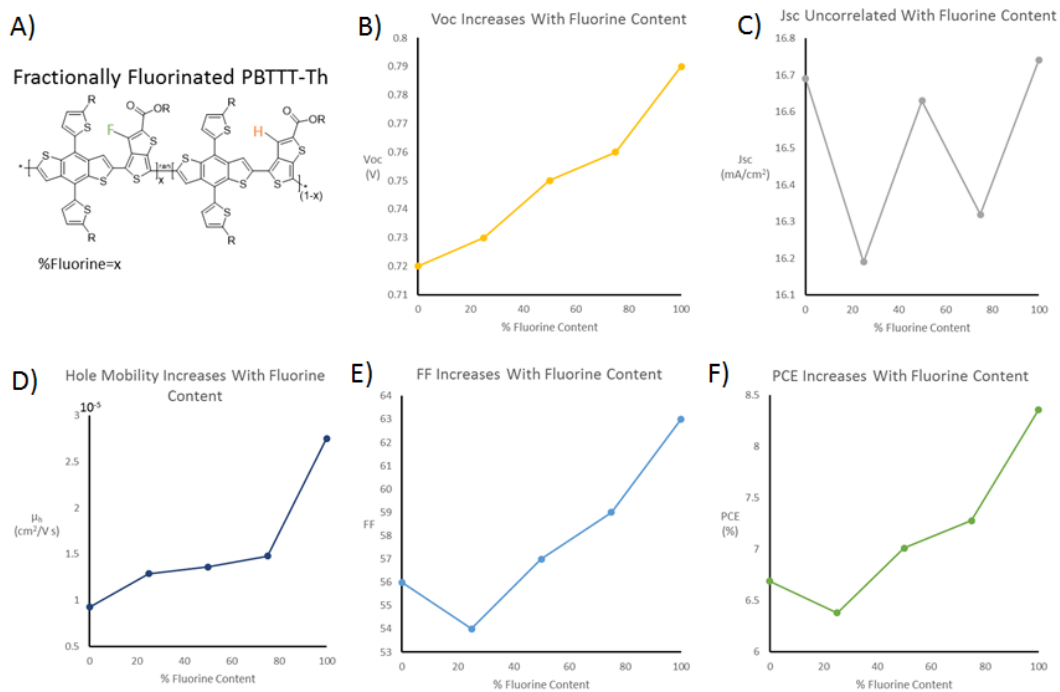 A)
Fractionally Fluorinated PBTTT-Th
R
S
F
O
OR
S
S
S
S
S
R
*
x
ran
R
S
H
O
OR
S
S
S
S
S
R
*
(1-x)
%Fluorine=x
B)
Voc Increases With Fluorine Content
0.8
0.79
0.78
0.77
0.76
0.75
0.74
0.73
0.72
0.71
Voc
(V)
0
20
40
60
80
100
% Fluorine Content
C)
Jsc Uncorrelated With Fluorine Content
16.8
16.7
16.6
16.5
16.4
16.3
16.2
16.1
Jsc
(mA/cm²)
0
20
40
60
80
100
% Fluorine Content
D)
Hole Mobility Increases With Fluorine
Content
10⁻⁵
3
2.5
2
1.5
1
0.5
μh
(cm²/V s)
0
20
40
60
80
100
% Fluorine Content
E)
FF Increases With Fluorine Content
64
63
62
61
60
59
58
57
56
55
54
53
FF
0
20
40
60
80
100
% Fluorine Content
F)
PCE Increases With Fluorine Content
8.5
8
7.5
7
6.5
6
PCE
(%)
0
20
40
60
80
100
% Fluorine Content